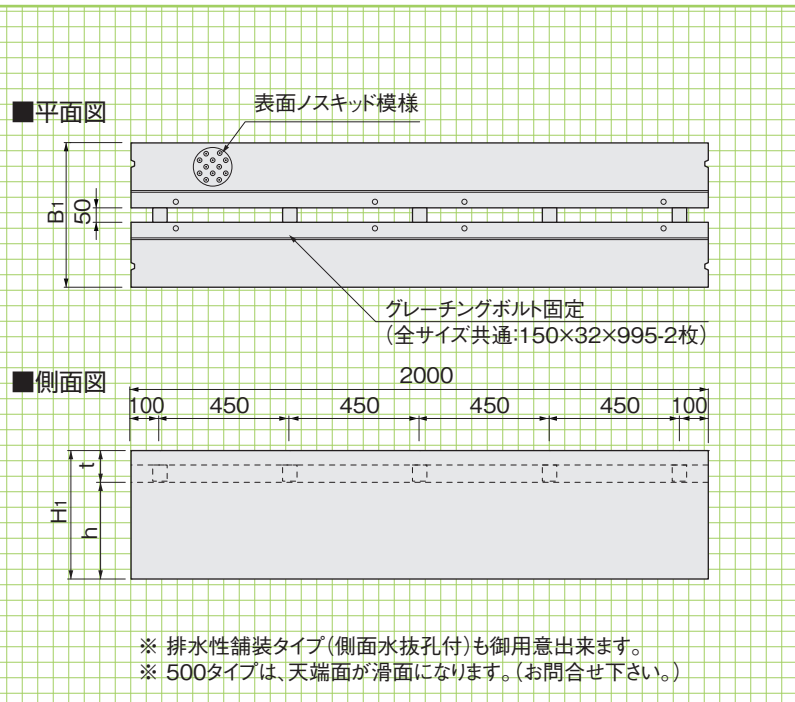 ■平面図
表面ノスキッド模様
B1
50
グレーチングボルト固定
(全サイズ共通:150×32×995-2枚)
■側面図
2000
100 450 450 450 450 100
t
H1
h
※ 排水性舗装タイプ(側面水抜孔付)も御用意出来ます。
※ 500タイプは、天端面が滑面になります。(お問合せ下さい。)